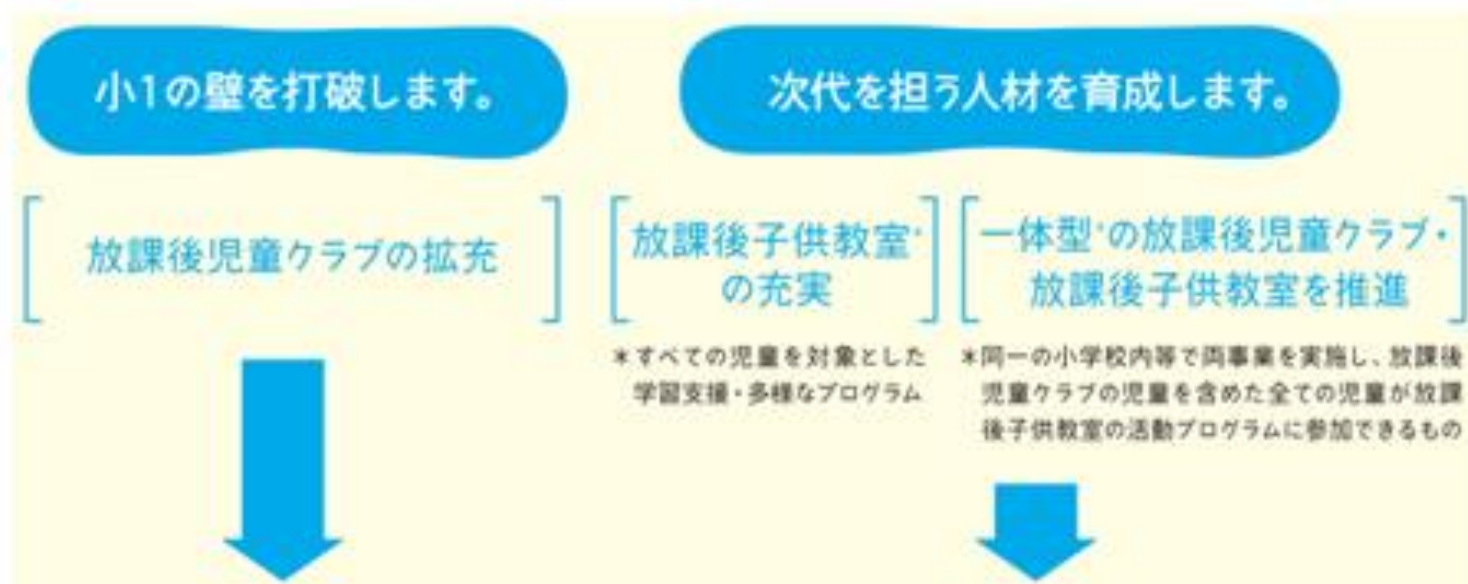 小1の壁を打破します。
次代を担う人材を育成します。
放課後児童クラブの拡充
放課後子供教室*
の充実
一体型*の放課後児童クラブ・
放課後子供教室を推進
*すべての児童を対象とした
学習支援・多様なプログラム
*同一の小学校内等で両事業を実施し、放課後
児童クラブの児童を含めた全ての児童が放課
後子供教室の活動プログラムに参加できるもの